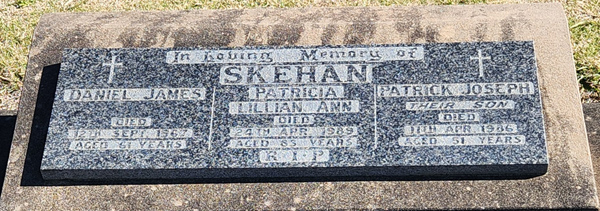 In Loving Memory of
SKEHAN
DANIEL JAMES
DIED
12TH SEPT. 1967
AGED 61 YEARS
PATRICIA
LILLIAN ANN
DIED
24TH APR. 1989
AGED 83 YEARS
PATRICK JOSEPH
THEIR SON
DIED
11TH APR. 1986
AGED 51 YEARS
R.I.P.